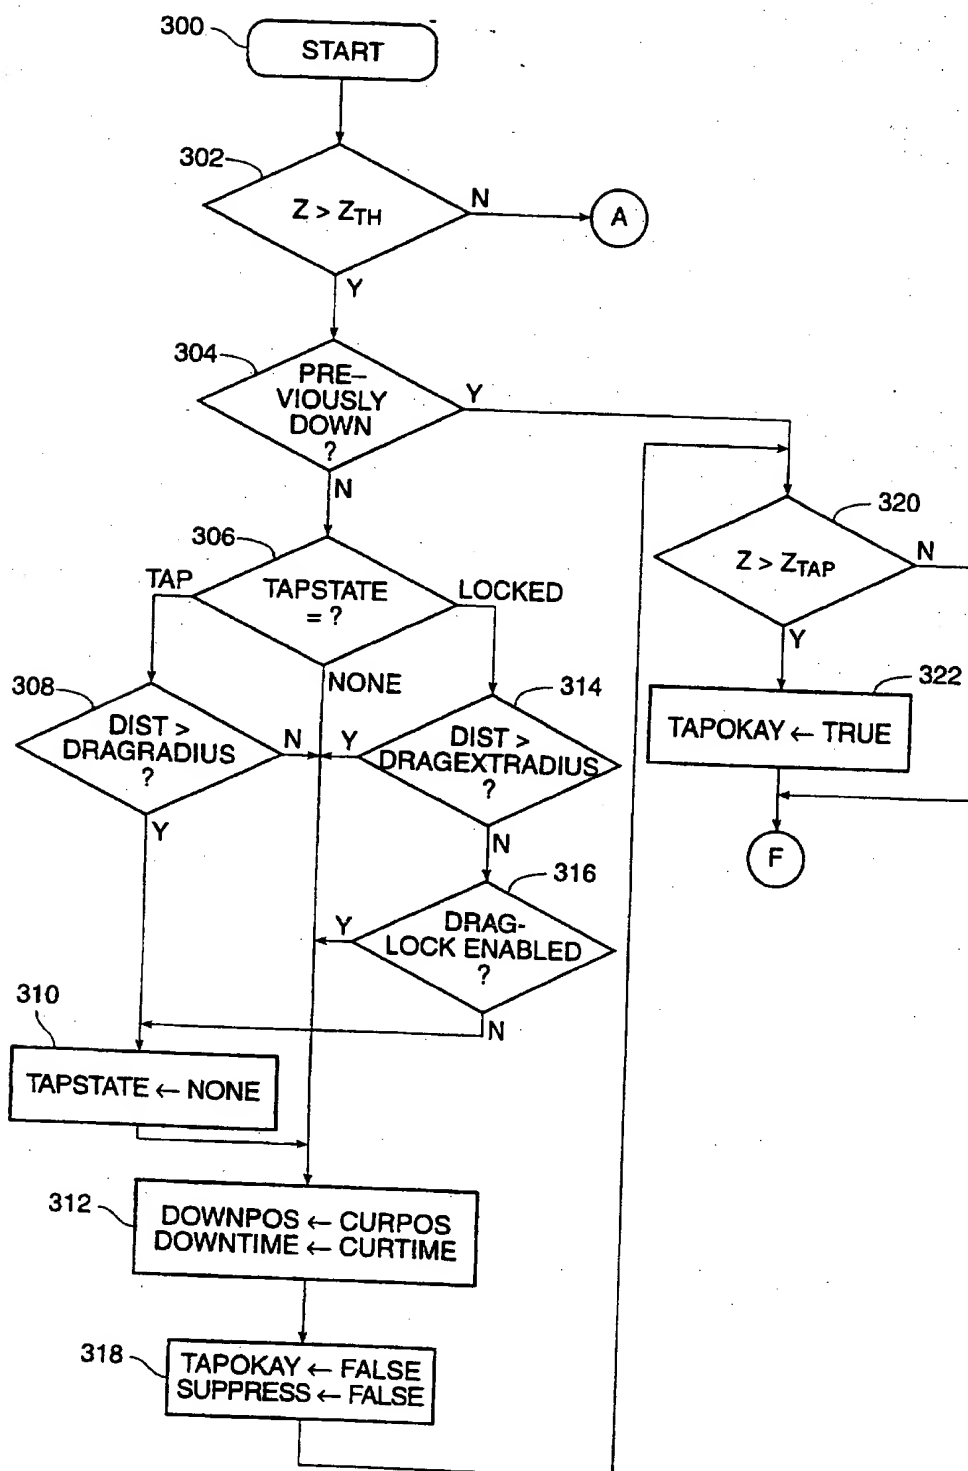 300
START
302
Z > ZTH
N
A
Y
304
PRE–
VIOUSLY
DOWN
?
Y
N
306
TAPSTATE
= ?
TAP
LOCKED
NONE
320
Z > ZTAP
N
Y
322
TAPOKAY ← TRUE
F
308
DIST >
DRAGRADIUS
?
N
Y
314
DIST >
DRAGEXTRADIUS
?
Y
N
316
DRAG-
LOCK ENABLED
?
Y
N
310
TAPSTATE ← NONE
312
DOWNPOS ← CURPOS
DOWNTIME ← CURTIME
318
TAPOKAY ← FALSE
SUPPRESS ← FALSE